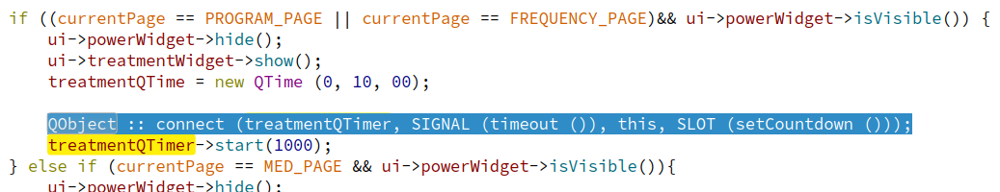 if ((currentPage == PROGRAM_PAGE || currentPage == FREQUENCY_PAGE)&& ui->powerWidget->isVisible()) {
    ui->powerWidget->hide();
    ui->treatmentWidget->show();
    treatmentQTime = new QTime (0, 10, 00);

    QObject :: connect (treatmentQTimer, SIGNAL (timeout ()), this, SLOT (setCountdown ()));
    treatmentQTimer->start(1000);
} else if (currentPage == MED_PAGE && ui->powerWidget->isVisible()){
    ui->powerWidget->hide();